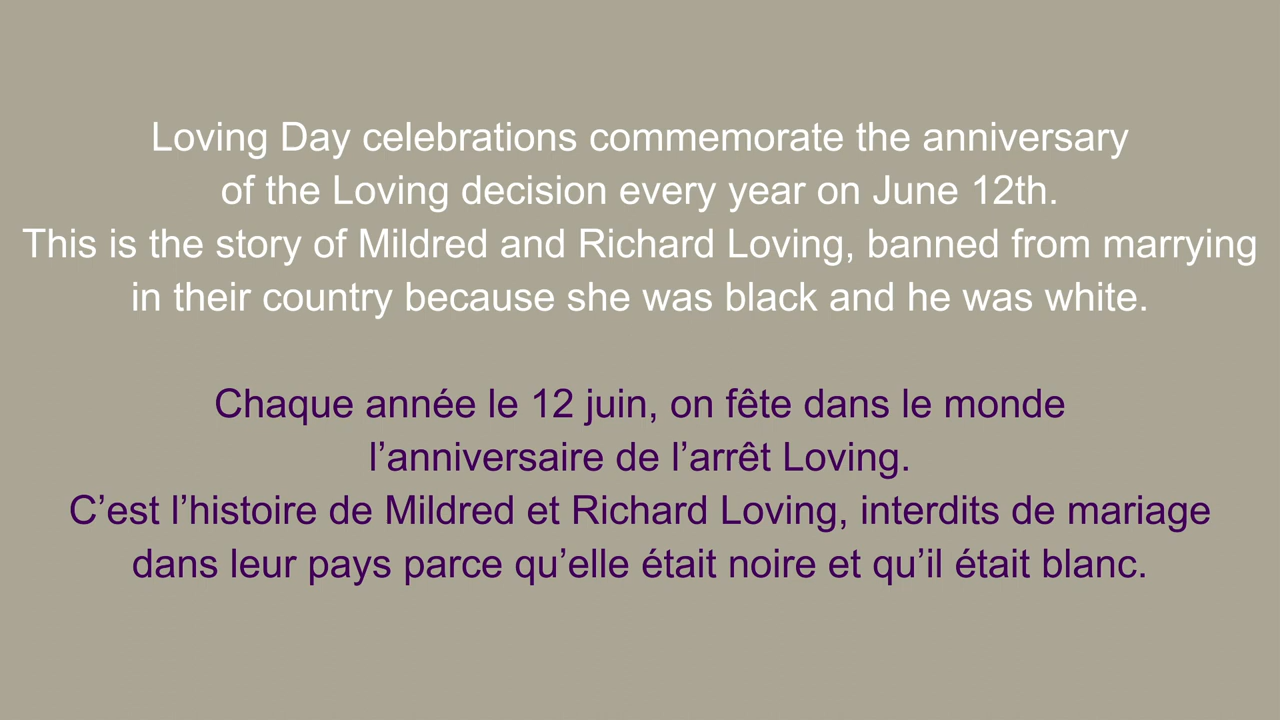 Loving Day celebrations commemorate the anniversary
of the Loving decision every year on June 12th.
This is the story of Mildred and Richard Loving, banned from marrying
in their country because she was black and he was white.
Chaque année le 12 juin, on fête dans le monde
l’anniversaire de l’arrêt Loving.
C’est l’histoire de Mildred et Richard Loving, interdits de mariage
dans leur pays parce qu’elle était noire et qu’il était blanc.